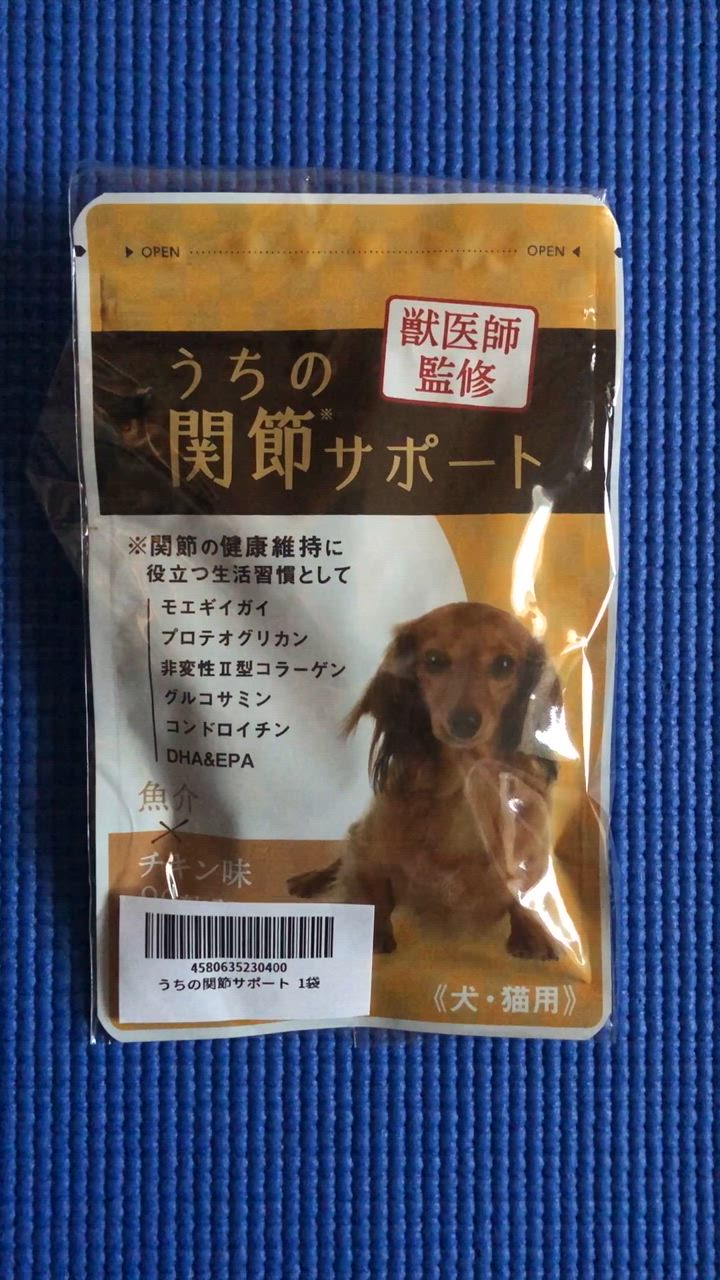 OPEN OPEN
獣医師
監修
うちの
関節※サポート
※関節の健康維持に
役立つ生活習慣として
モエギイガイ
プロテオグリカン
非変性Ⅱ型コラーゲン
グルコサミン
コンドロイチン
DHA&EPA
魚介
×
チキン味
4580635230400
うちの関節サポート 1袋
《犬・猫用》